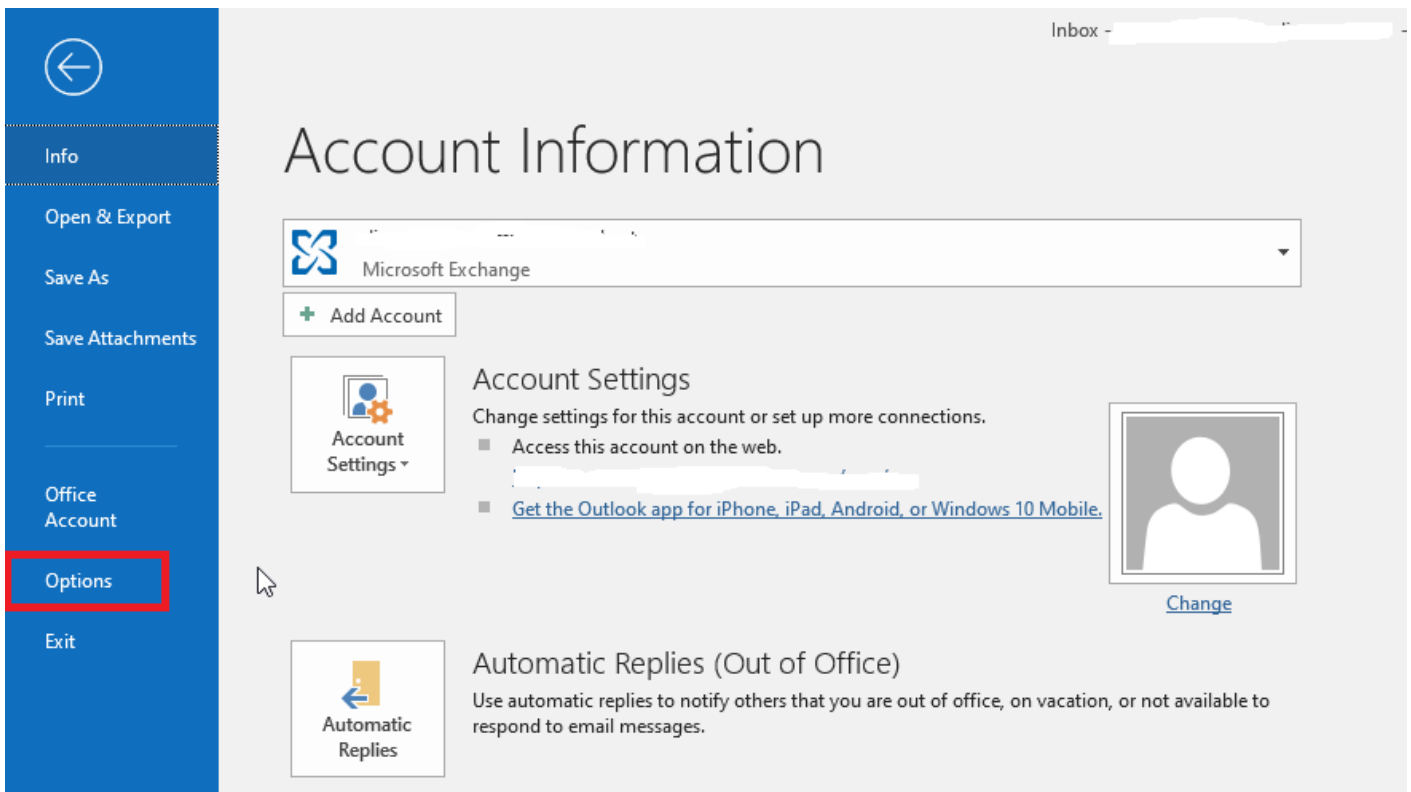 Inbox -
Info
Open & Export
Save As
Save Attachments
Print
Office
Account
Options
Exit
Account Information
Microsoft Exchange
+ Add Account
Account
Settings
Account Settings
Change settings for this account or set up more connections.
Access this account on the web.
Get the Outlook app for iPhone, iPad, Android, or Windows 10 Mobile.
Change
Automatic
Replies
Automatic Replies (Out of Office)
Use automatic replies to notify others that you are out of office, on vacation, or not available to
respond to email messages.